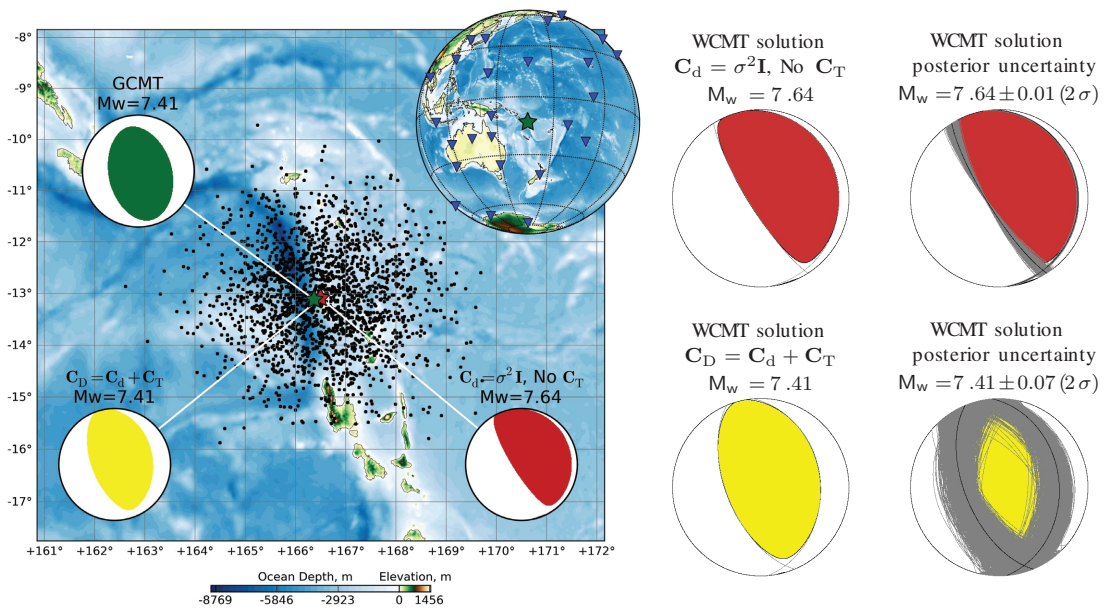 -8°
-9°
-10°
-11°
-12°
-13°
-14°
-15°
-16°
-17°
+161° +162° +163° +164° +165° +166° +167° +168° +169° +170° +171° +172°
GCMT
Mw=7.41
C_D=C_d+C_T
Mw=7.41
C_d=σ²I, No C_T
Mw=7.64
Ocean Depth, m Elevation, m
-8769 -5846 -2923 0 1456
WCMT solution
C_d = σ²I, No C_T
M_w = 7.64
WCMT solution
posterior uncertainty
M_w = 7.64±0.01 (2σ)
WCMT solution
C_D = C_d + C_T
M_w = 7.41
WCMT solution
posterior uncertainty
M_w = 7.41±0.07 (2σ)